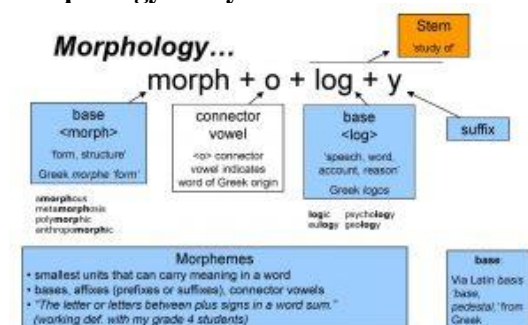 Stem
'study of'
Morphology…
morph + o + log + y
base
<morph>
'form, structure'
Greek morphe 'form'
connector
vowel
<o> connector
vowel indicates
word of Greek origin
base
<log>
'speech, word,
account, reason'
Greek logos
suffix
amorphous
metamorphosis
polymorphic
anthropomorphic
logic psychology
eulogy geology
Morphemes
• smallest units that can carry meaning in a word
• bases, affixes (prefixes or suffixes), connector vowels
• "The letter or letters between plus signs in a word sum."
(working def. with my grade 4 students)
base
Via Latin basis
'base,
pedestal,' from
Greek